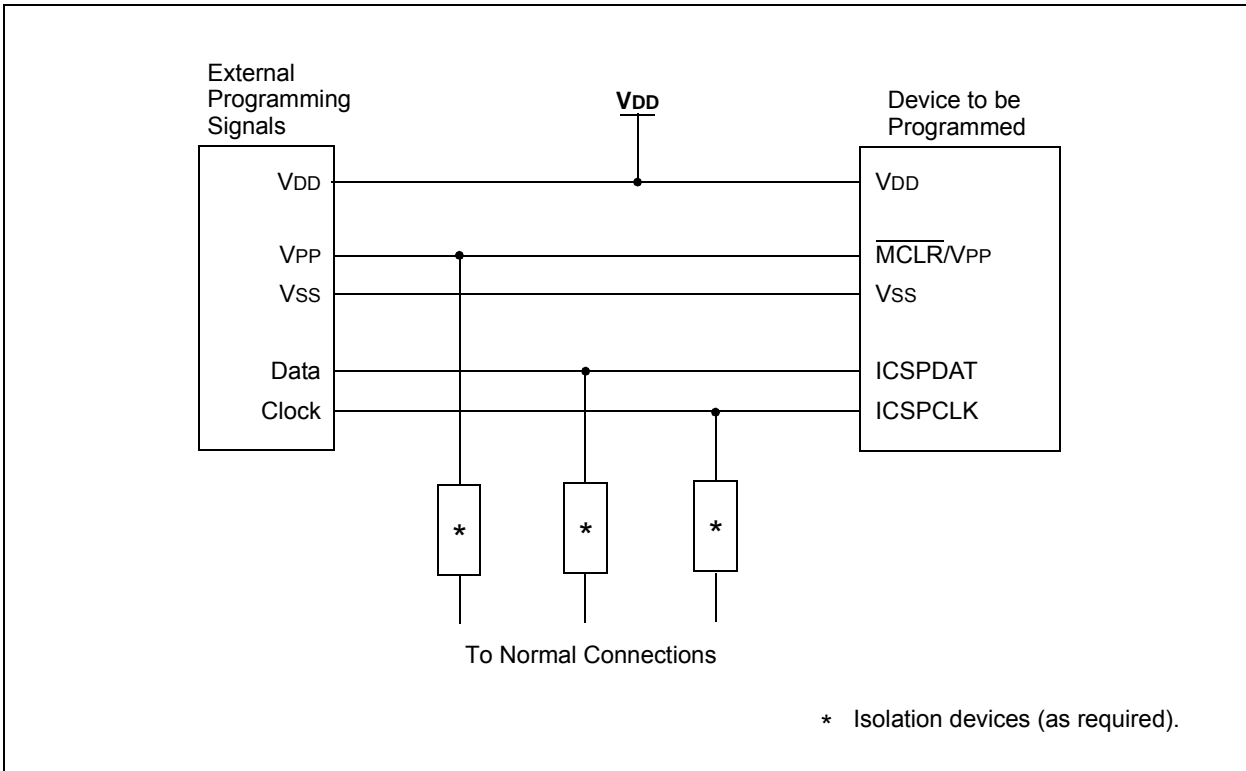 External
Programming
Signals
VDD
Device to be
Programmed
VDD
VDD
VPP
MCLR/VPP
VSS
VSS
Data
ICSPDAT
Clock
ICSPCLK
*
*
*
To Normal Connections
* Isolation devices (as required).